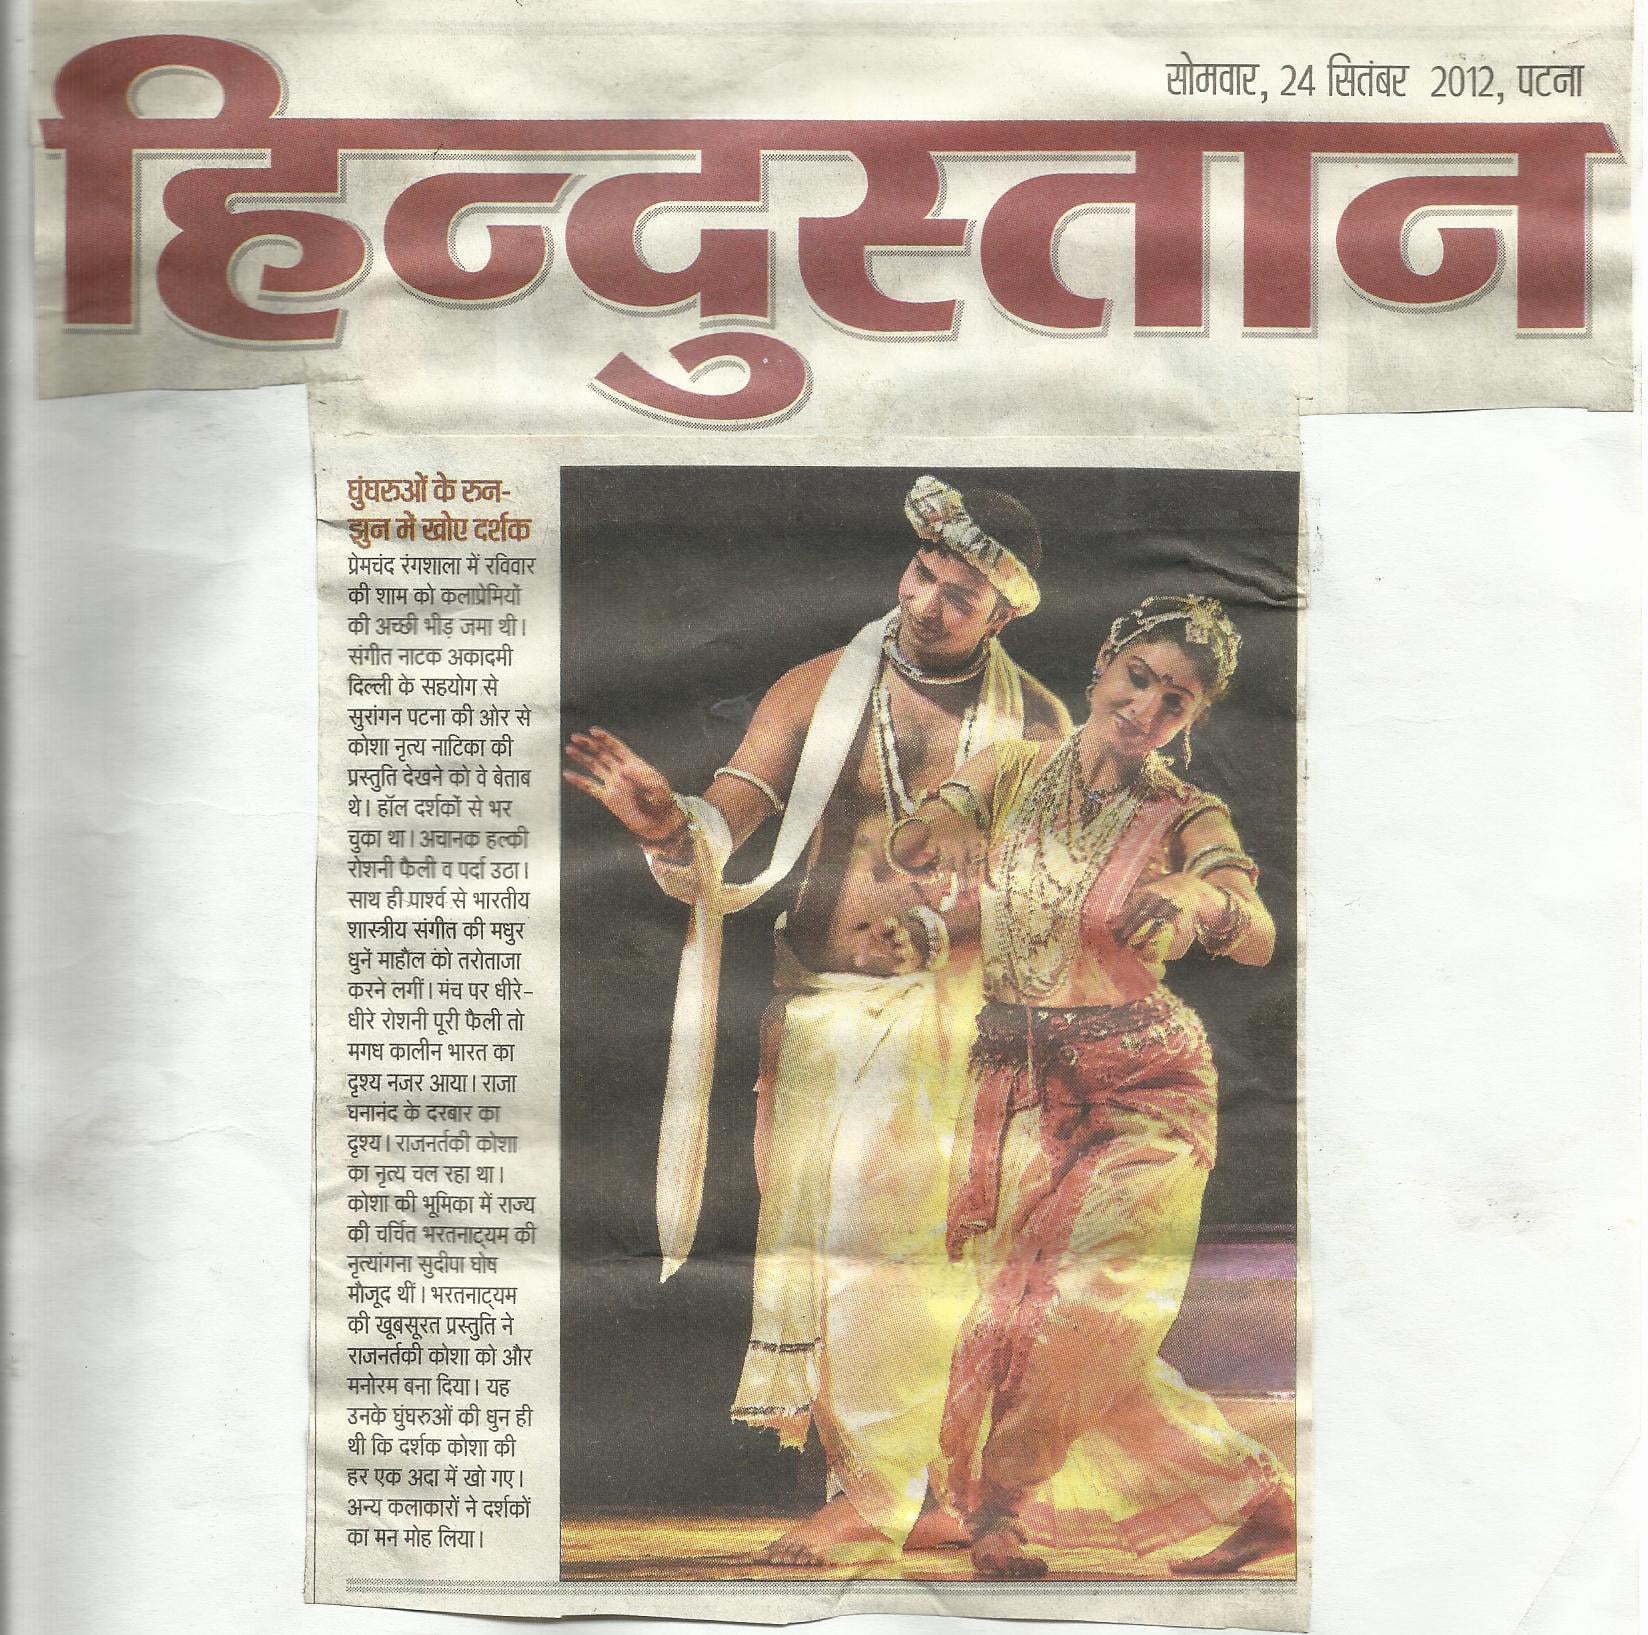 सोमवार, 24 सितंबर 2012, पटना
हिन्दुस्तान
घुंघरुओं के रुन-
झुन में खोए दर्शक
प्रेमचंद रंगशाला में रविवार
की शाम को कलाप्रेमियों
की अच्छी भीड़ जमा थी।
संगीत नाटक अकादमी
दिल्ली के सहयोग से
सुरांगन पटना की ओर से
कोशा नृत्य नाटिका की
प्रस्तुति देखने को वे बेताब
थे। हॉल दर्शकों से भर
चुका था। अचानक हल्की
रोशनी फैली व पर्दा उठा।
साथ ही पार्श्व से भारतीय
शास्त्रीय संगीत की मधुर
धुनें माहौल को तरोताजा
करने लगीं। मंच पर धीरे-
धीरे रोशनी पूरी फैली तो
मगध कालीन भारत का
दृश्य नजर आया। राजा
घनानंद के दरबार का
दृश्य। राजनर्तकी कोशा
का नृत्य चल रहा था।
कोशा की भूमिका में राज्य
की चर्चित भरतनाट्यम की
नृत्यांगना सुदीपा घोष
मौजूद थीं। भरतनाट्यम
की खूबसूरत प्रस्तुति ने
राजनर्तकी कोशा को और
मनोरम बना दिया। यह
उनके घुंघरुओं की धुन ही
थी कि दर्शक कोशा की
हर एक अदा में खो गए।
अन्य कलाकारों ने दर्शकों
का मन मोह लिया।